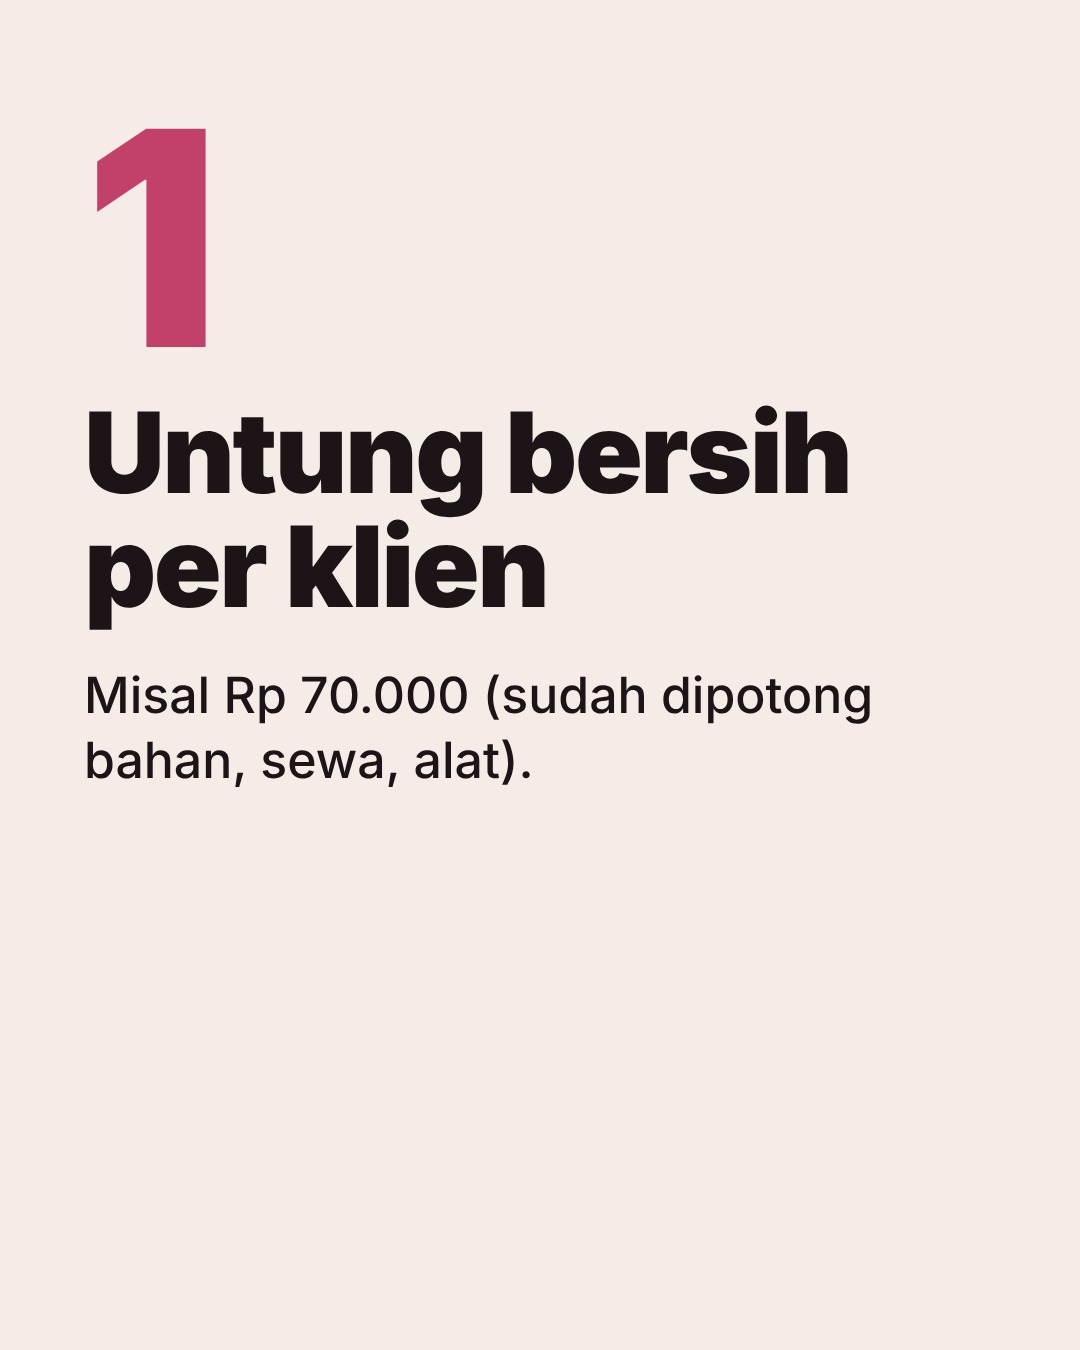 1
Untung bersih
per klien
Misal Rp 70.000 (sudah dipotong
bahan, sewa, alat).